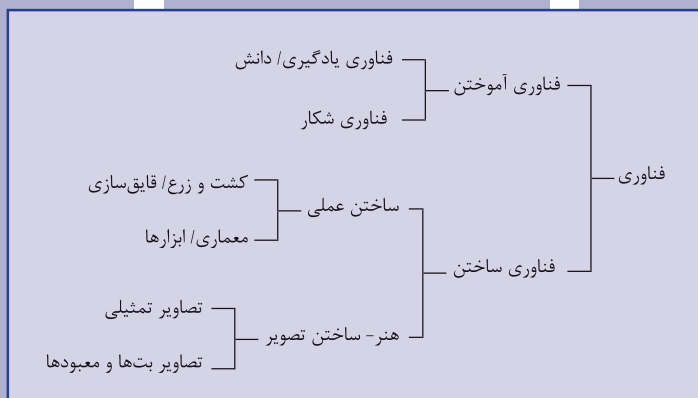 فناوری
فناوری آموختن
فناوری یادگیری/ دانش
فناوری شکار
فناوری ساختن
ساختن عملی
کشت و زرع/ قایق‌سازی
معماری/ ابزارها
هنر- ساختن تصویر
تصاویر تمثیلی
تصاویر بت‌ها و معبودها